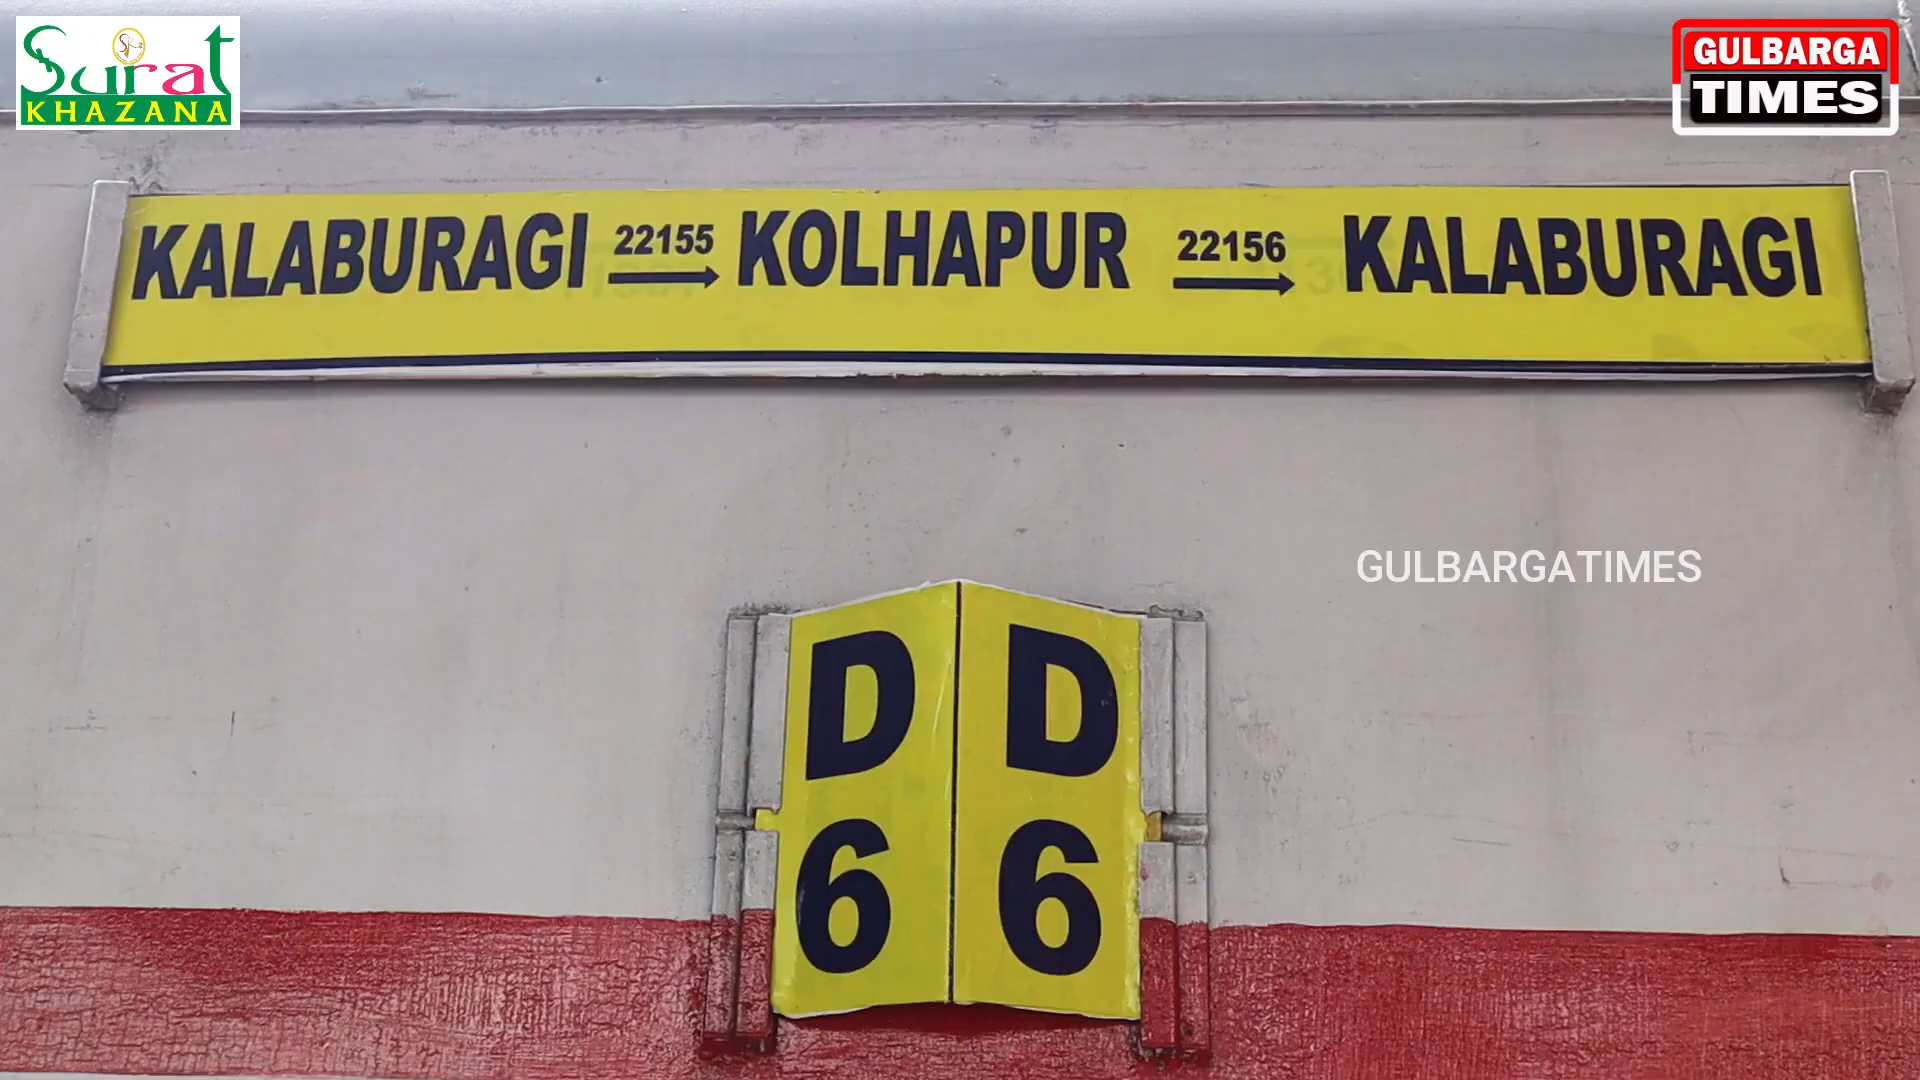 Surat
KHAZANA
GULBARGA
TIMES
KALABURAGI 22155 KOLHAPUR 22156 KALABURAGI
GULBARGATIMES
D D
6 6